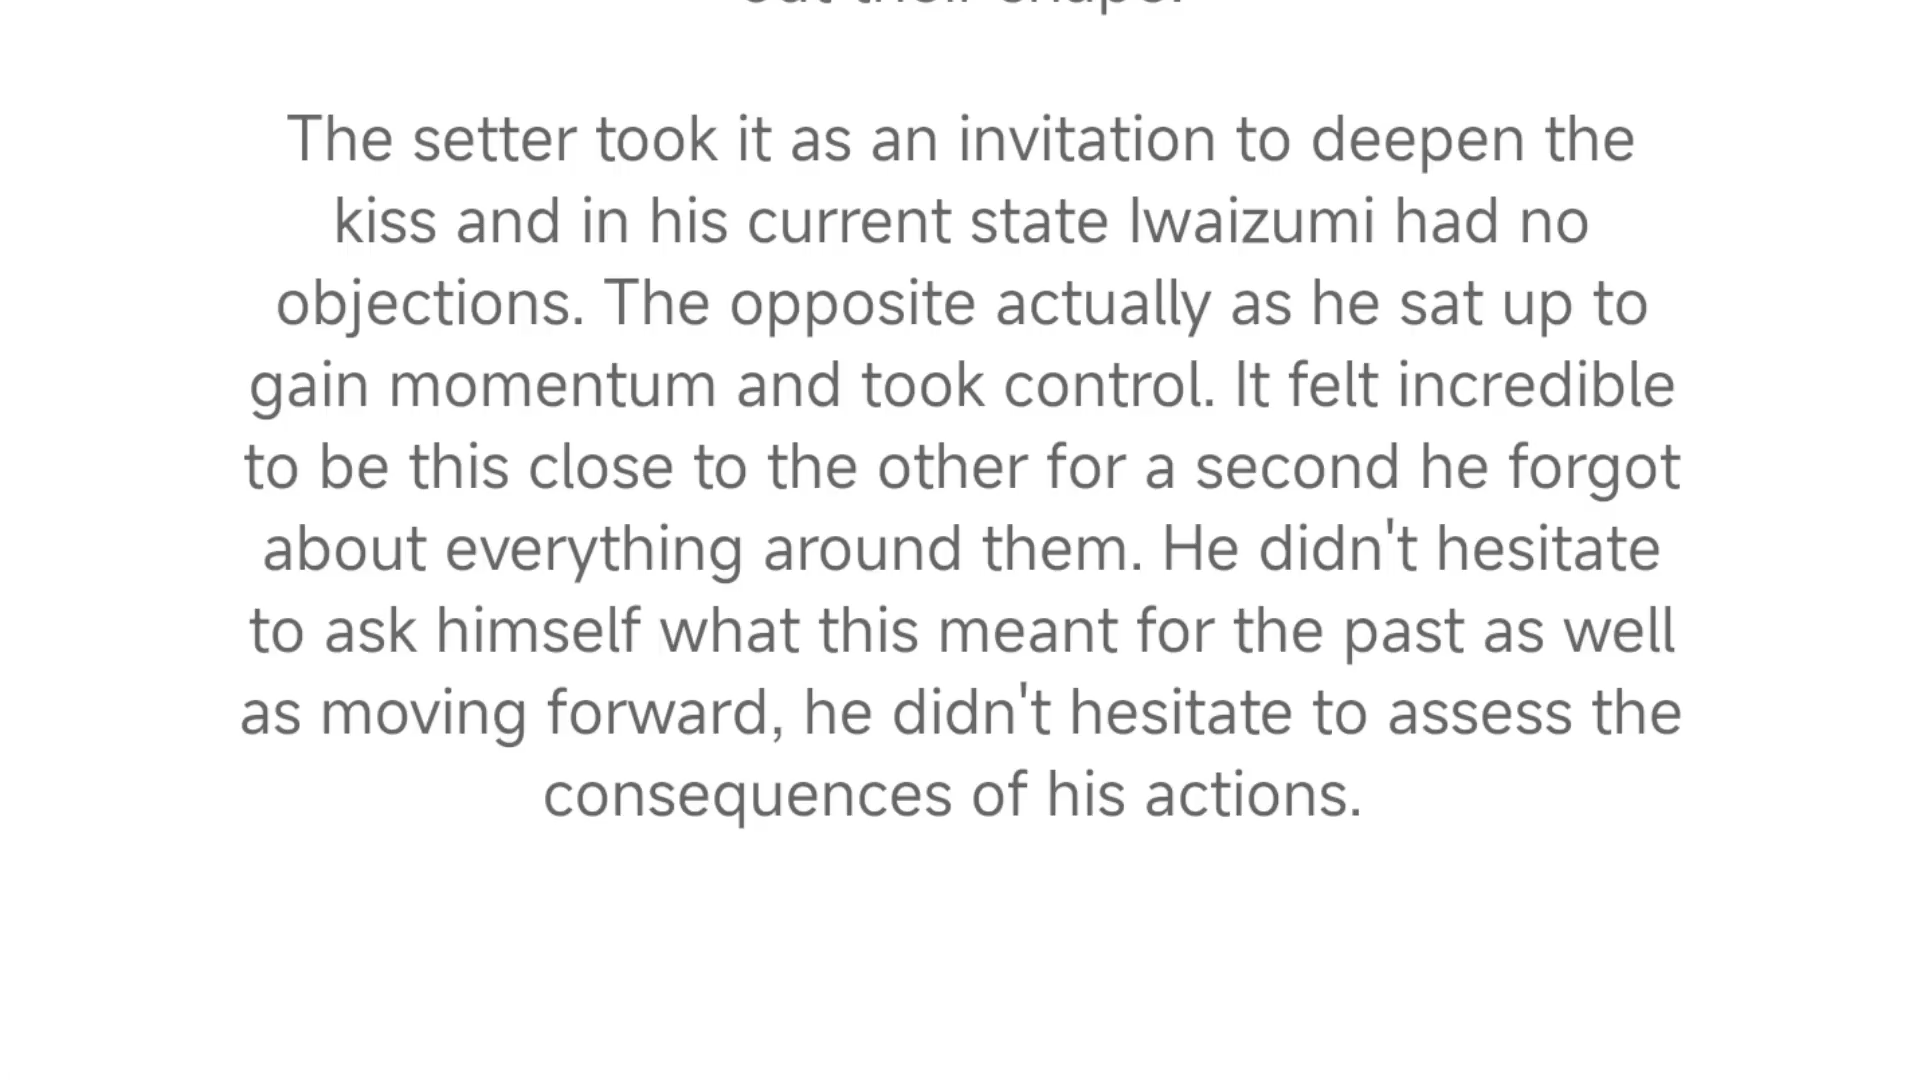 out their shape.
The setter took it as an invitation to deepen the
kiss and in his current state Iwaizumi had no
objections. The opposite actually as he sat up to
gain momentum and took control. It felt incredible
to be this close to the other for a second he forgot
about everything around them. He didn't hesitate
to ask himself what this meant for the past as well
as moving forward, he didn't hesitate to assess the
consequences of his actions.